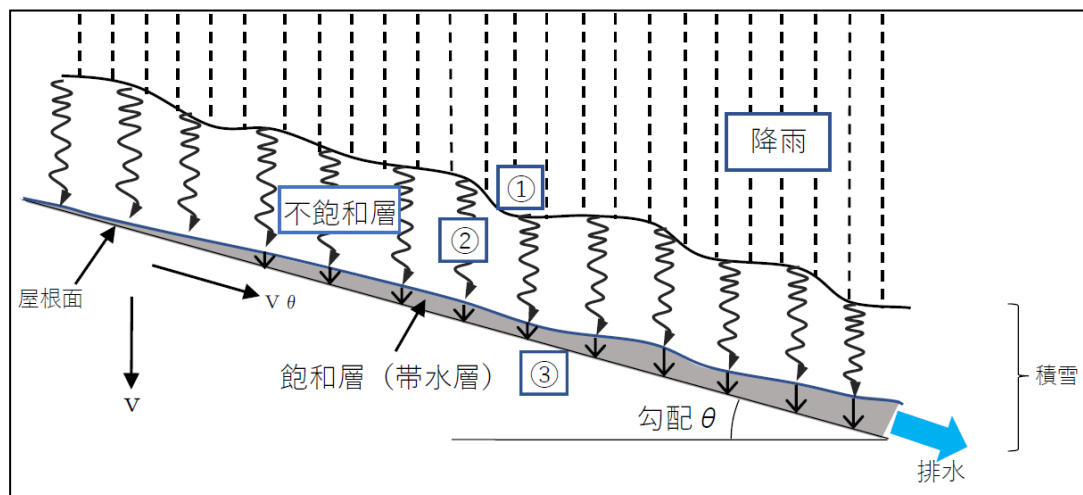 降雨
①
不飽和層
②
屋根面
V θ
飽和層（帯水層）
③
V
勾配 θ
積雪
排水